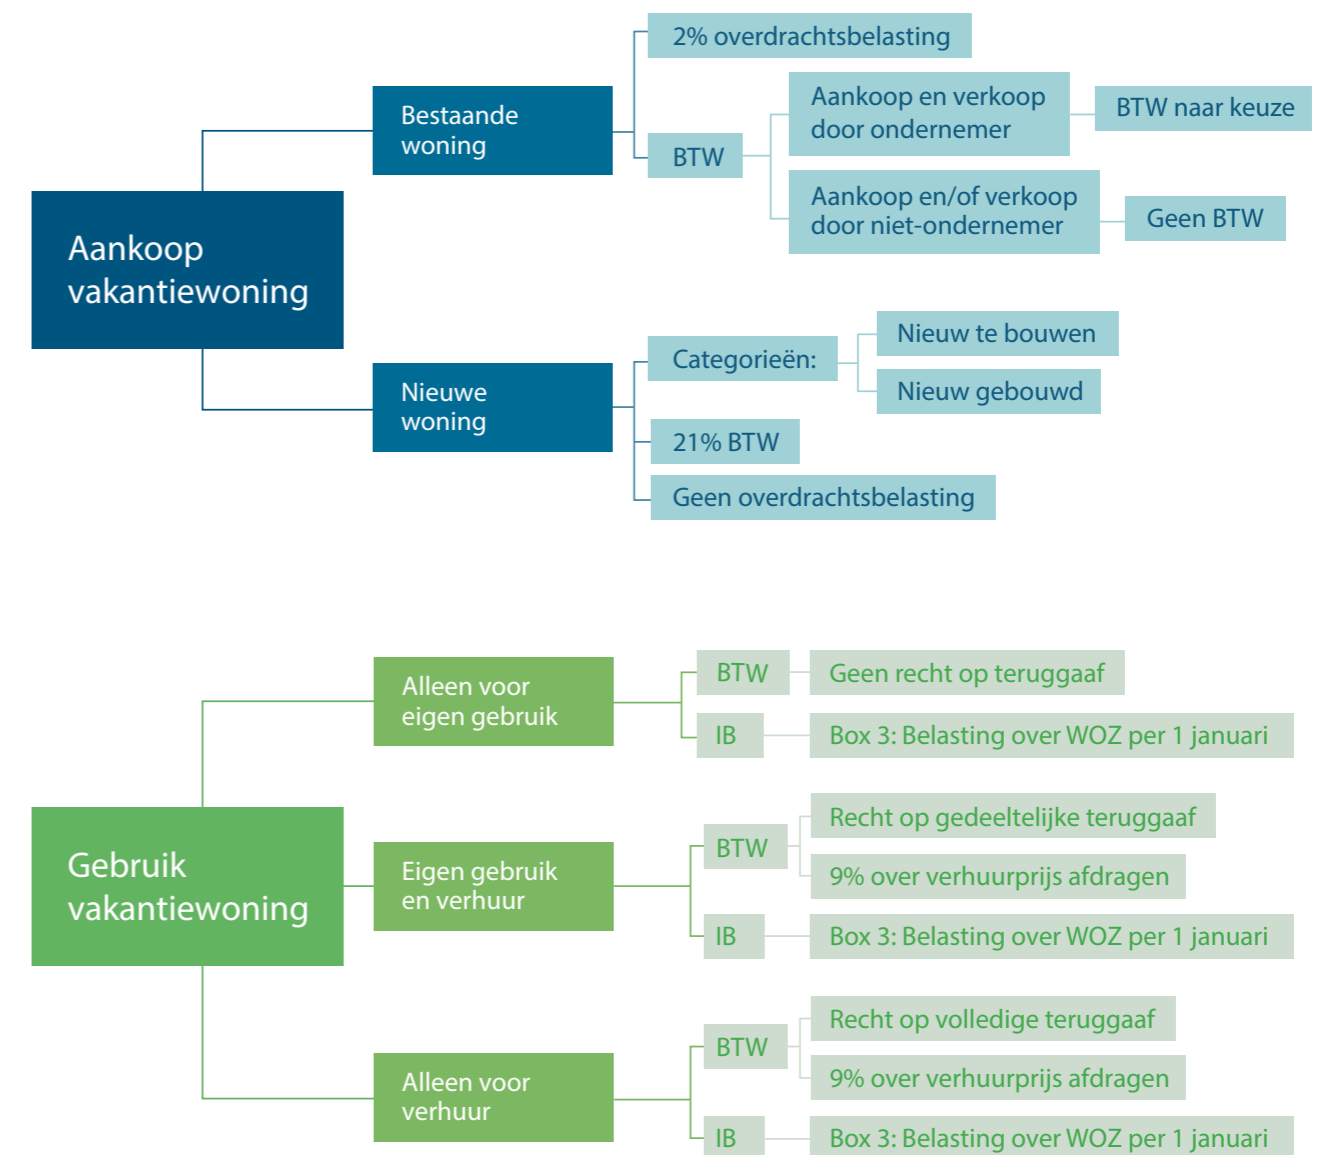 Aankoop
vakantiewoning
Bestaande
woning
2% overdrachtsbelasting
BTW
Aankoop en verkoop
door ondernemer
BTW naar keuze
Aankoop en/of verkoop
door niet-ondernemer
Geen BTW
Nieuwe
woning
Categorieën:
Nieuw te bouwen
Nieuw gebouwd
21% BTW
Geen overdrachtsbelasting
Gebruik
vakantiewoning
Alleen voor
eigen gebruik
BTW
Geen recht op teruggaaf
IB
Box 3: Belasting over WOZ per 1 januari
Eigen gebruik
en verhuur
BTW
Recht op gedeeltelijke teruggaaf
9% over verhuurprijs afdragen
IB
Box 3: Belasting over WOZ per 1 januari
Alleen voor
verhuur
BTW
Recht op volledige teruggaaf
9% over verhuurprijs afdragen
IB
Box 3: Belasting over WOZ per 1 januari